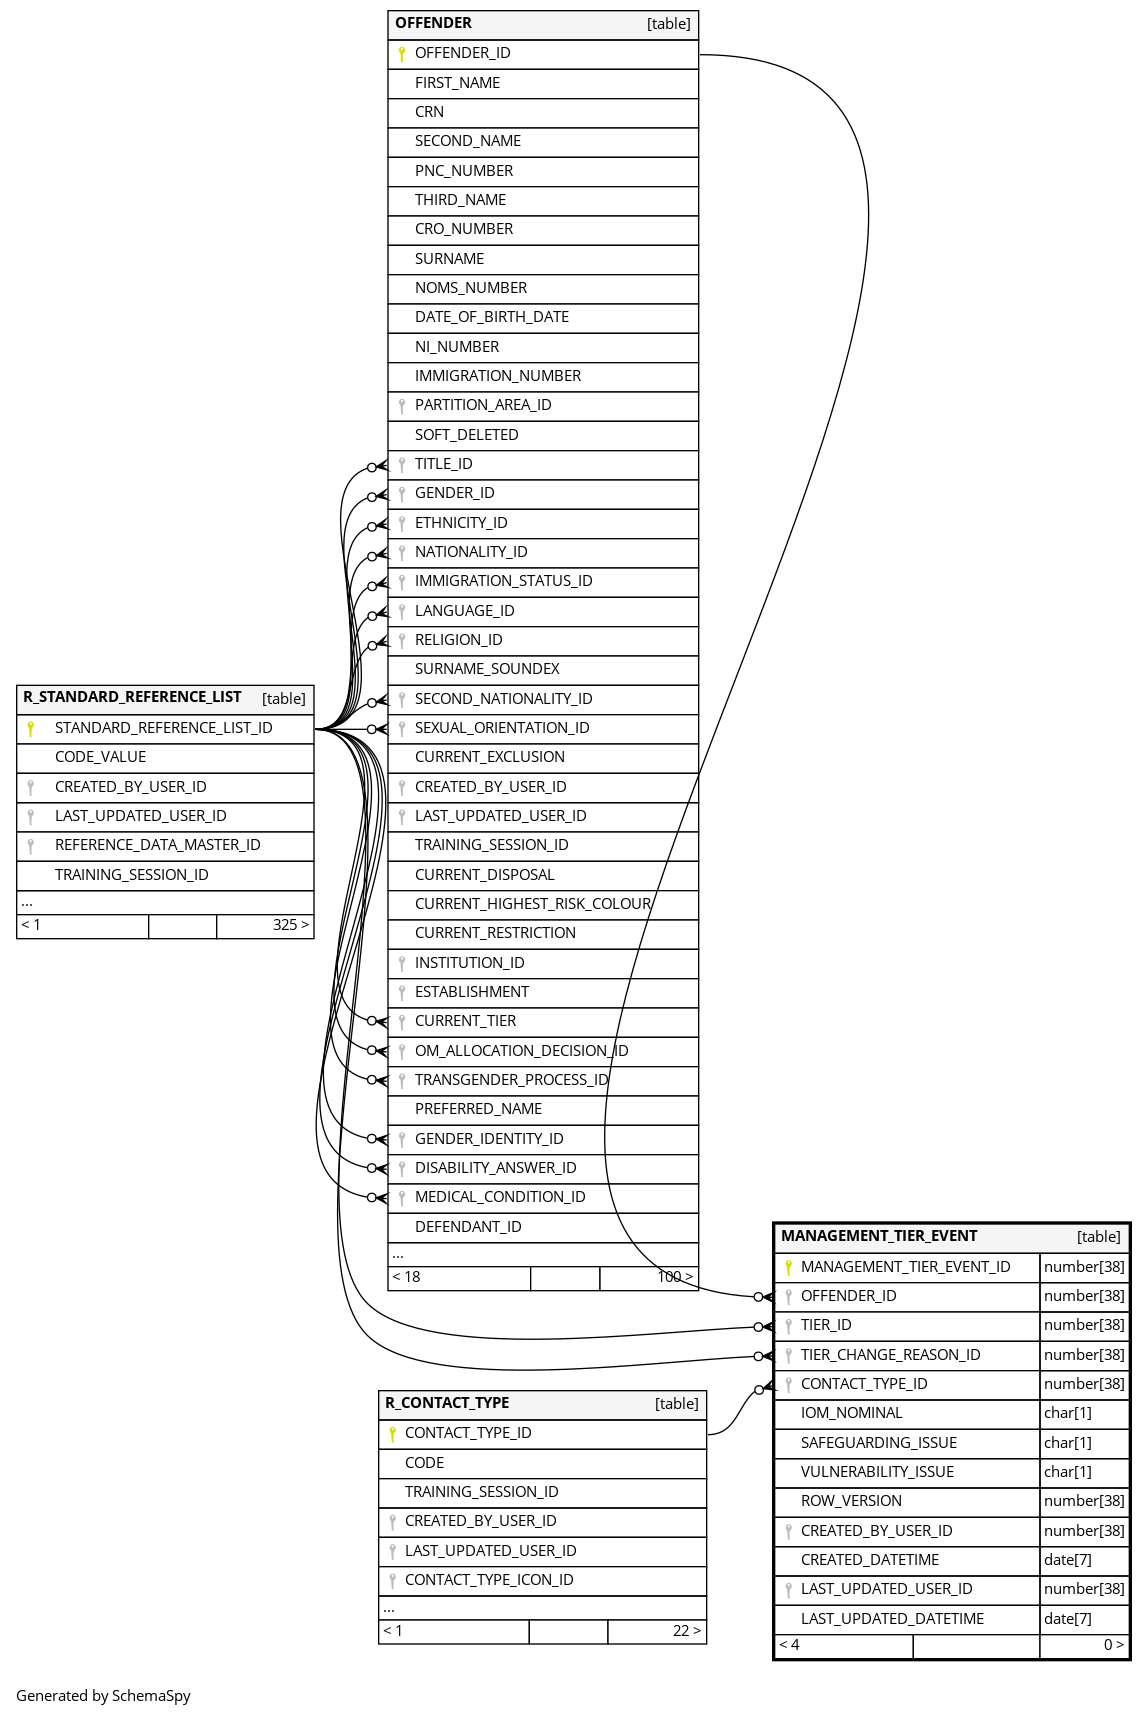 OFFENDER [table]
OFFENDER_ID
FIRST_NAME
CRN
SECOND_NAME
PNC_NUMBER
THIRD_NAME
CRO_NUMBER
SURNAME
NOMS_NUMBER
DATE_OF_BIRTH_DATE
NI_NUMBER
IMMIGRATION_NUMBER
PARTITION_AREA_ID
SOFT_DELETED
TITLE_ID
GENDER_ID
ETHNICITY_ID
NATIONALITY_ID
IMMIGRATION_STATUS_ID
LANGUAGE_ID
RELIGION_ID
SURNAME_SOUNDEX
SECOND_NATIONALITY_ID
SEXUAL_ORIENTATION_ID
CURRENT_EXCLUSION
CREATED_BY_USER_ID
LAST_UPDATED_USER_ID
TRAINING_SESSION_ID
CURRENT_DISPOSAL
CURRENT_HIGHEST_RISK_COLOUR
CURRENT_RESTRICTION
INSTITUTION_ID
ESTABLISHMENT
CURRENT_TIER
OM_ALLOCATION_DECISION_ID
TRANSGENDER_PROCESS_ID
PREFERRED_NAME
GENDER_IDENTITY_ID
DISABILITY_ANSWER_ID
MEDICAL_CONDITION_ID
DEFENDANT_ID
...
< 18 100 >
R_STANDARD_REFERENCE_LIST [table]
STANDARD_REFERENCE_LIST_ID
CODE_VALUE
CREATED_BY_USER_ID
LAST_UPDATED_USER_ID
REFERENCE_DATA_MASTER_ID
TRAINING_SESSION_ID
...
< 1 325 >
MANAGEMENT_TIER_EVENT [table]
MANAGEMENT_TIER_EVENT_ID number[38]
OFFENDER_ID number[38]
TIER_ID number[38]
TIER_CHANGE_REASON_ID number[38]
CONTACT_TYPE_ID number[38]
IOM_NOMINAL char[1]
SAFEGUARDING_ISSUE char[1]
VULNERABILITY_ISSUE char[1]
ROW_VERSION number[38]
CREATED_BY_USER_ID number[38]
CREATED_DATETIME date[7]
LAST_UPDATED_USER_ID number[38]
LAST_UPDATED_DATETIME date[7]
< 4 0 >
R_CONTACT_TYPE [table]
CONTACT_TYPE_ID
CODE
TRAINING_SESSION_ID
CREATED_BY_USER_ID
LAST_UPDATED_USER_ID
CONTACT_TYPE_ICON_ID
...
< 1 22 >
Generated by SchemaSpy